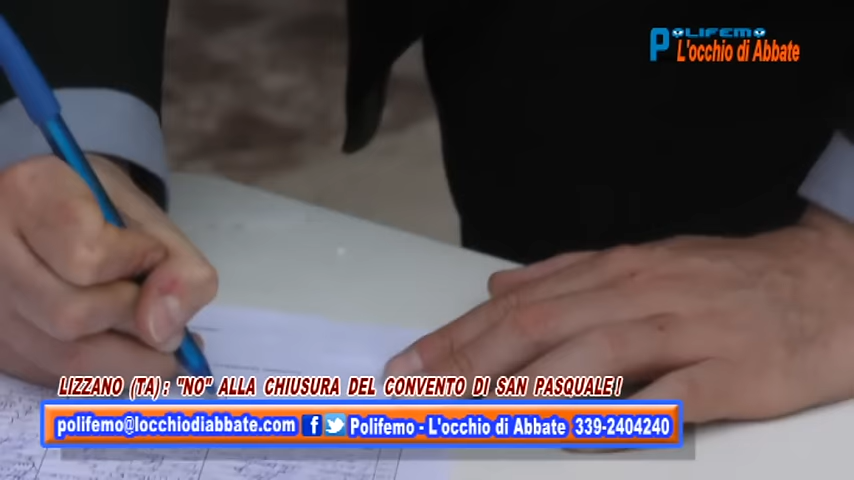 POLIFEMO
L'occhio di Abbate
LIZZANO (TA): "NO" ALLA CHIUSURA DEL CONVENTO DI SAN PASQUALE!
polifemo@locchiodiabbate.com f Polifemo - L'occhio di Abbate 339-2404240